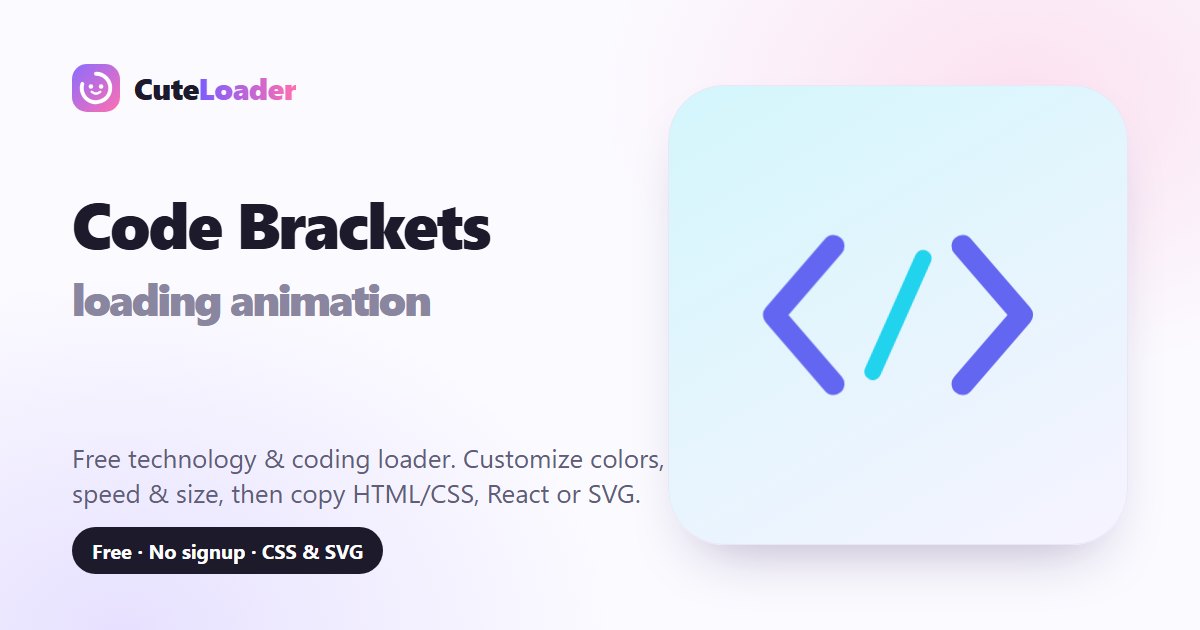 CuteLoader
Code Brackets
loading animation
Free technology & coding loader. Customize colors,
speed & size, then copy HTML/CSS, React or SVG.
Free · No signup · CSS & SVG